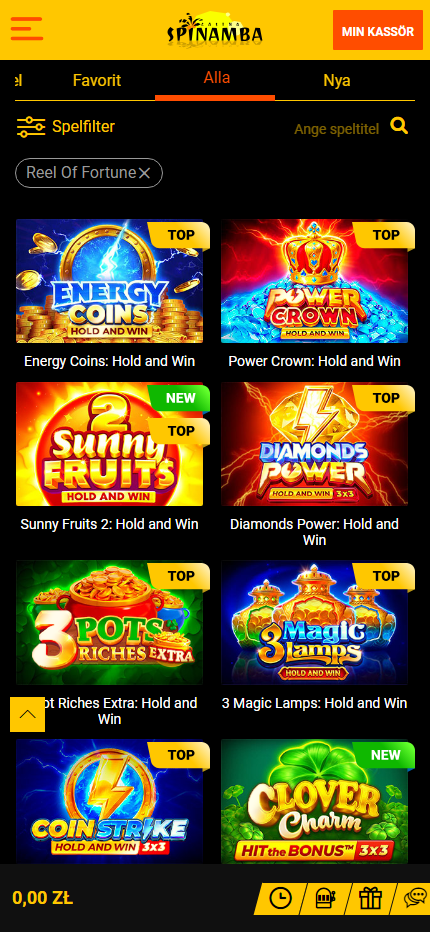 CASINO
SPINAMBA
MIN KASSÖR
el
Favorit
Alla
Nya
Spelfilter
Ange speltitel
Reel Of Fortune
TOP
ENERGY
COINS
HOLD AND WIN
TOP
POWER
CROWN
HOLD AND WIN
Energy Coins: Hold and Win
Power Crown: Hold and Win
NEW
TOP
2
Sunny
FRUITS
HOLD AND WIN
TOP
DIAMONDS
POWER
HOLD AND WIN 3X3
Sunny Fruits 2: Hold and Win
Diamonds Power: Hold and
Win
TOP
3 POTS
RICHES EXTRA
TOP
3 Magic
lamps
HOLD AND WIN
ot Riches Extra: Hold and
Win
3 Magic Lamps: Hold and Win
TOP
COIN STRIKE
HOLD AND WIN 3X3
NEW
CLOVER
Charm
HIT the BONUS™ 3X3
0,00 ZŁ